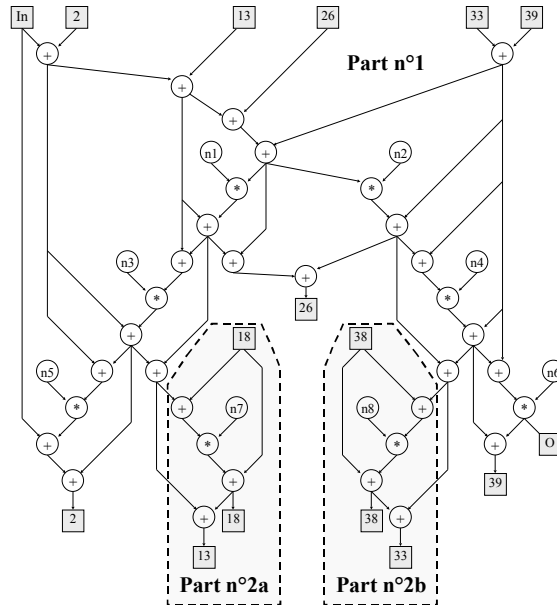 In 2 13 26 33 39
Part n°1
+ +
+
+
+
n1 n2
* *
+ +
n3 + + + n4
+
* *
26
+ +
18 38
n5 + + + + n6
* + n7 n8 + *
+ * * + O
+ + + 39
2 + 18 38 +
13 33
Part n°2a Part n°2b